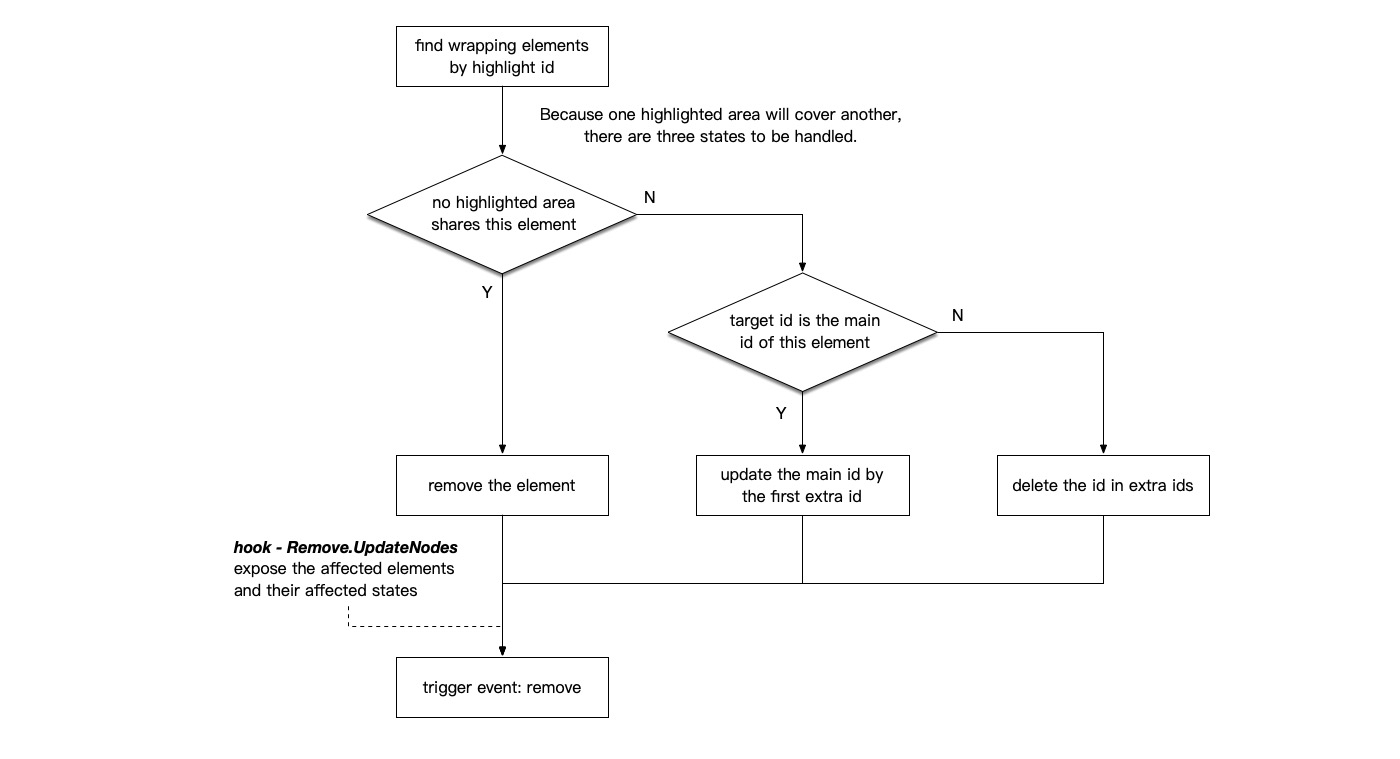 find wrapping elements
by highlight id
Because one highlighted area will cover another,
there are three states to be handled.
no highlighted area
shares this element
N
Y
target id is the main
id of this element
N
Y
remove the element
update the main id by
the first extra id
delete the id in extra ids
hook - Remove.UpdateNodes
expose the affected elements
and their affected states
trigger event: remove